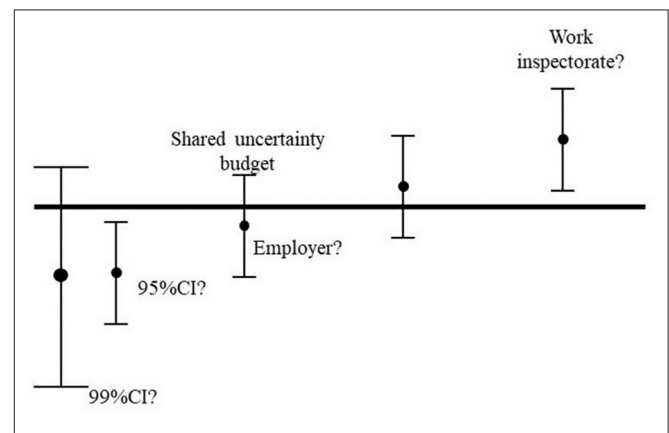 Work
inspectorate?
Shared uncertainty
budget
Employer?
95%CI?
99%CI?